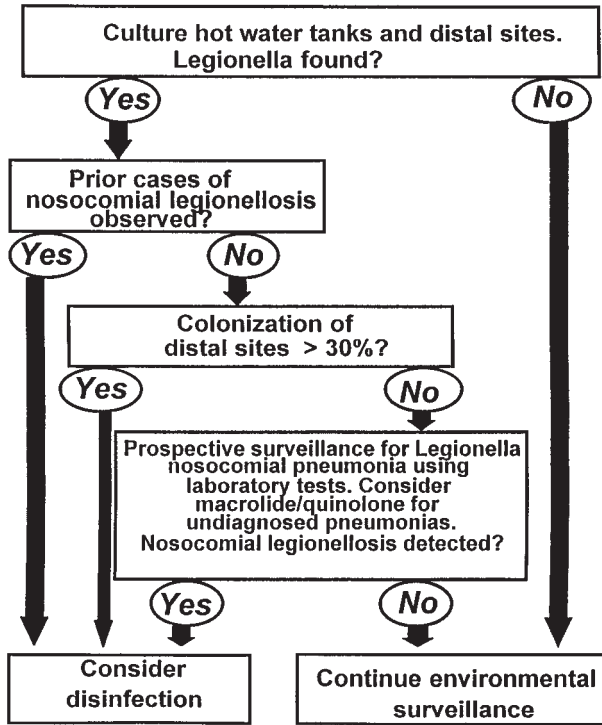 Culture hot water tanks and distal sites.
Legionella found?
Yes
No
Prior cases of
nosocomial legionellosis
observed?
Yes
No
Colonization of
distal sites > 30%?
Yes
No
Prospective surveillance for Legionella
nosocomial pneumonia using
laboratory tests. Consider
macrolide/quinolone for
undiagnosed pneumonias.
Nosocomial legionellosis detected?
Yes
No
Consider
disinfection
Continue environmental
surveillance